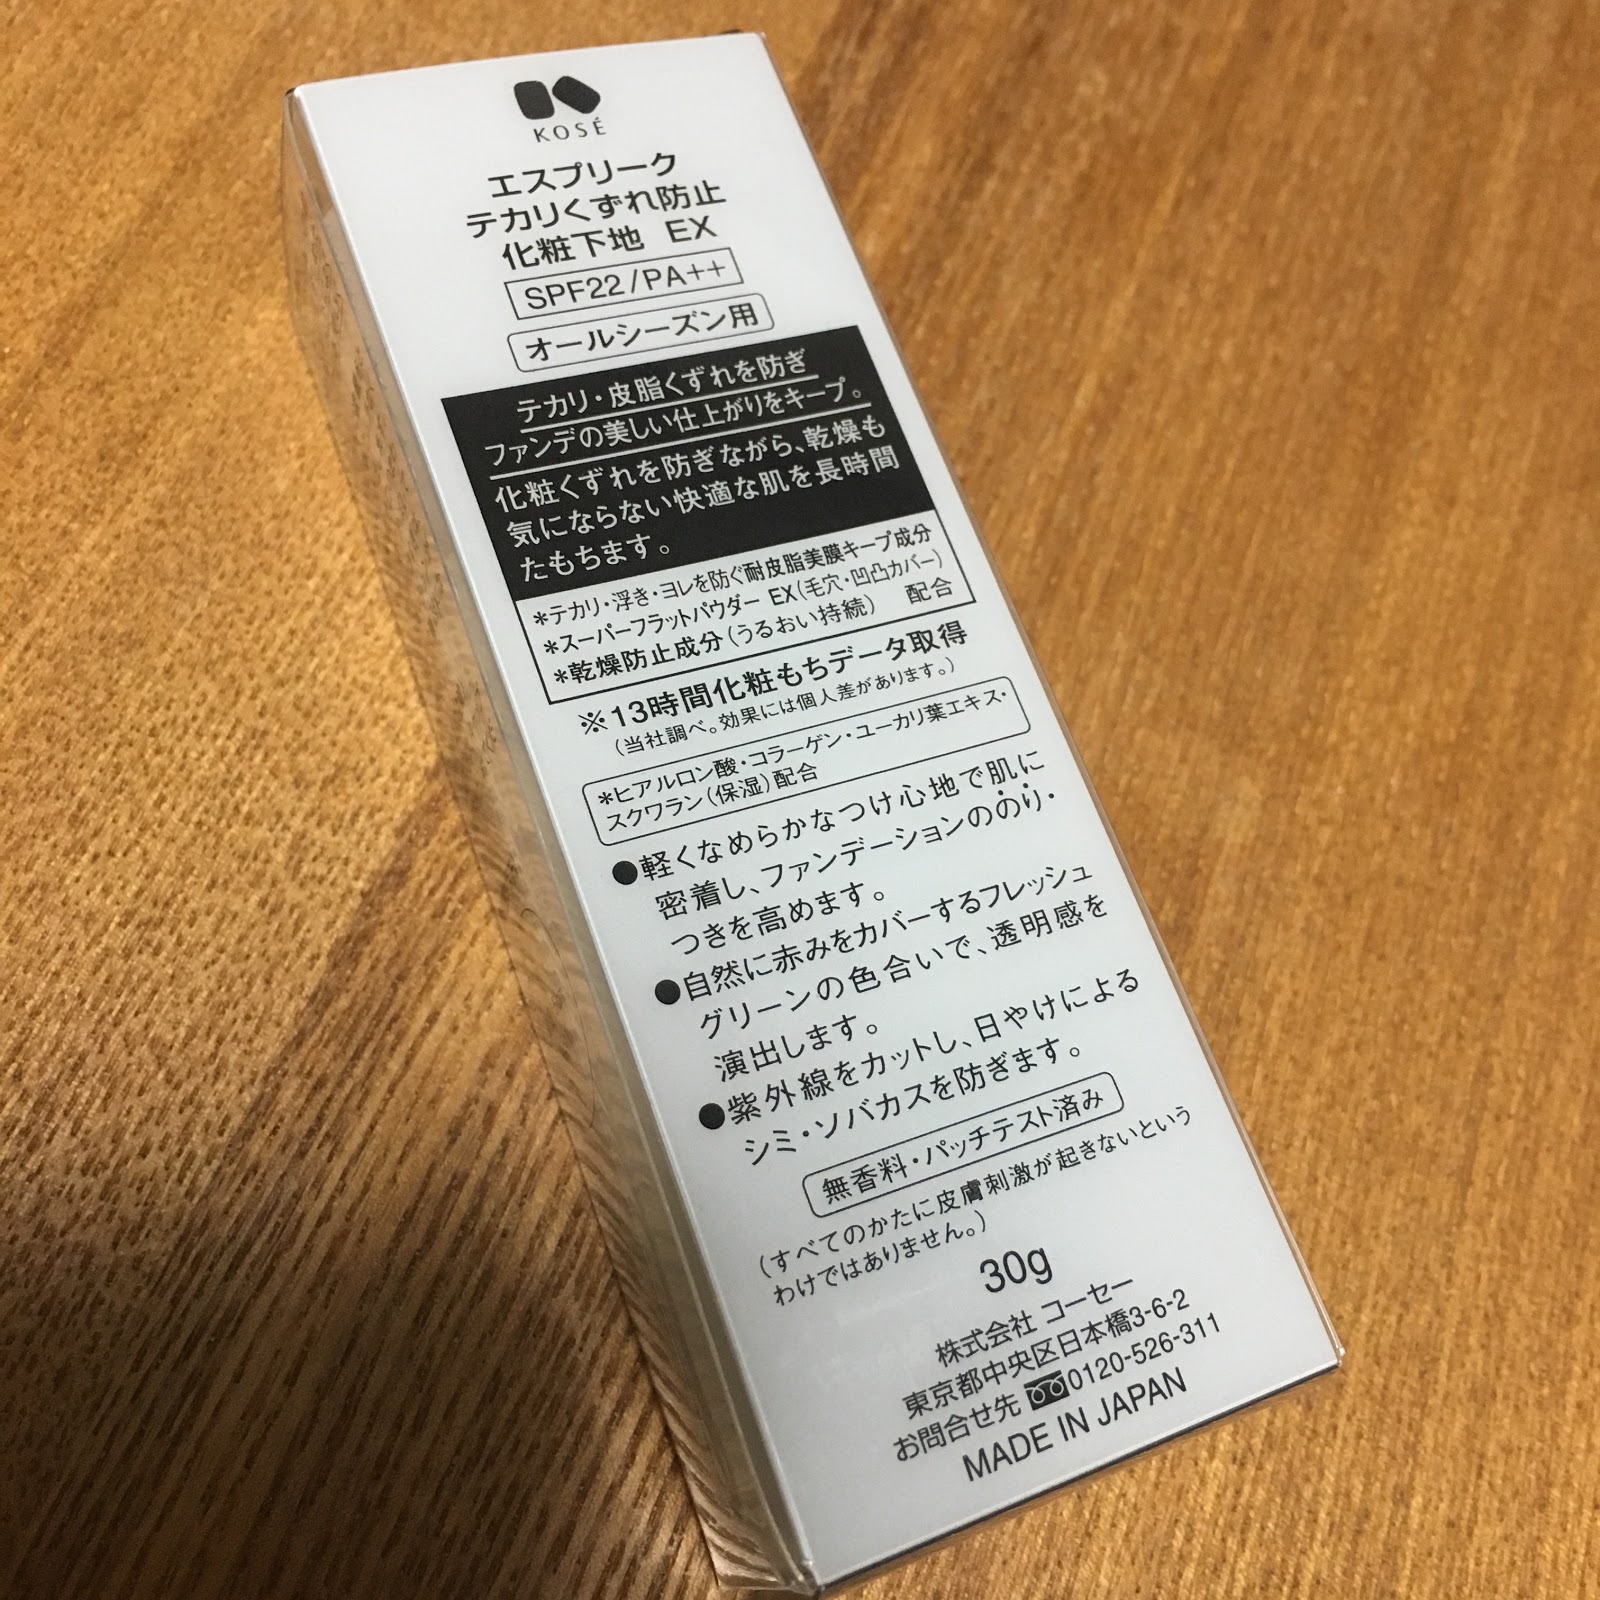 KOSÉ
エスプリーク
テカリくずれ防止
化粧下地 EX
SPF22/PA++
オールシーズン用
テカリ・皮脂くずれを防ぎ
ファンデの美しい仕上がりをキープ。
化粧くずれを防ぎながら、乾燥も
気にならない快適な肌を長時間
たもちます。
*テカリ・浮き・ヨレを防ぐ耐皮脂美膜キープ成分
*スーパーフラットパウダー EX(毛穴・凹凸カバー)
*乾燥防止成分(うるおい持続) 配合
※13時間化粧もちデータ取得
(当社調べ。効果には個人差があります。)
*ヒアルロン酸・コラーゲン・ユーカリ葉エキス・
スクワラン(保湿)配合
●軽くなめらかなつけ心地で肌に
密着し、ファンデーションののり・
つきを高めます。
●自然に赤みをカバーするフレッシュ
グリーンの色合いで、透明感を
演出します。
●紫外線をカットし、日やけによる
シミ・ソバカスを防ぎます。
無香料・パッチテスト済み
(すべてのかたに皮膚刺激が起きないという
わけではありません。)
30g
株式会社 コーセー
東京都中央区日本橋3-6-2
お問合せ先 0120-526-311
MADE IN JAPAN